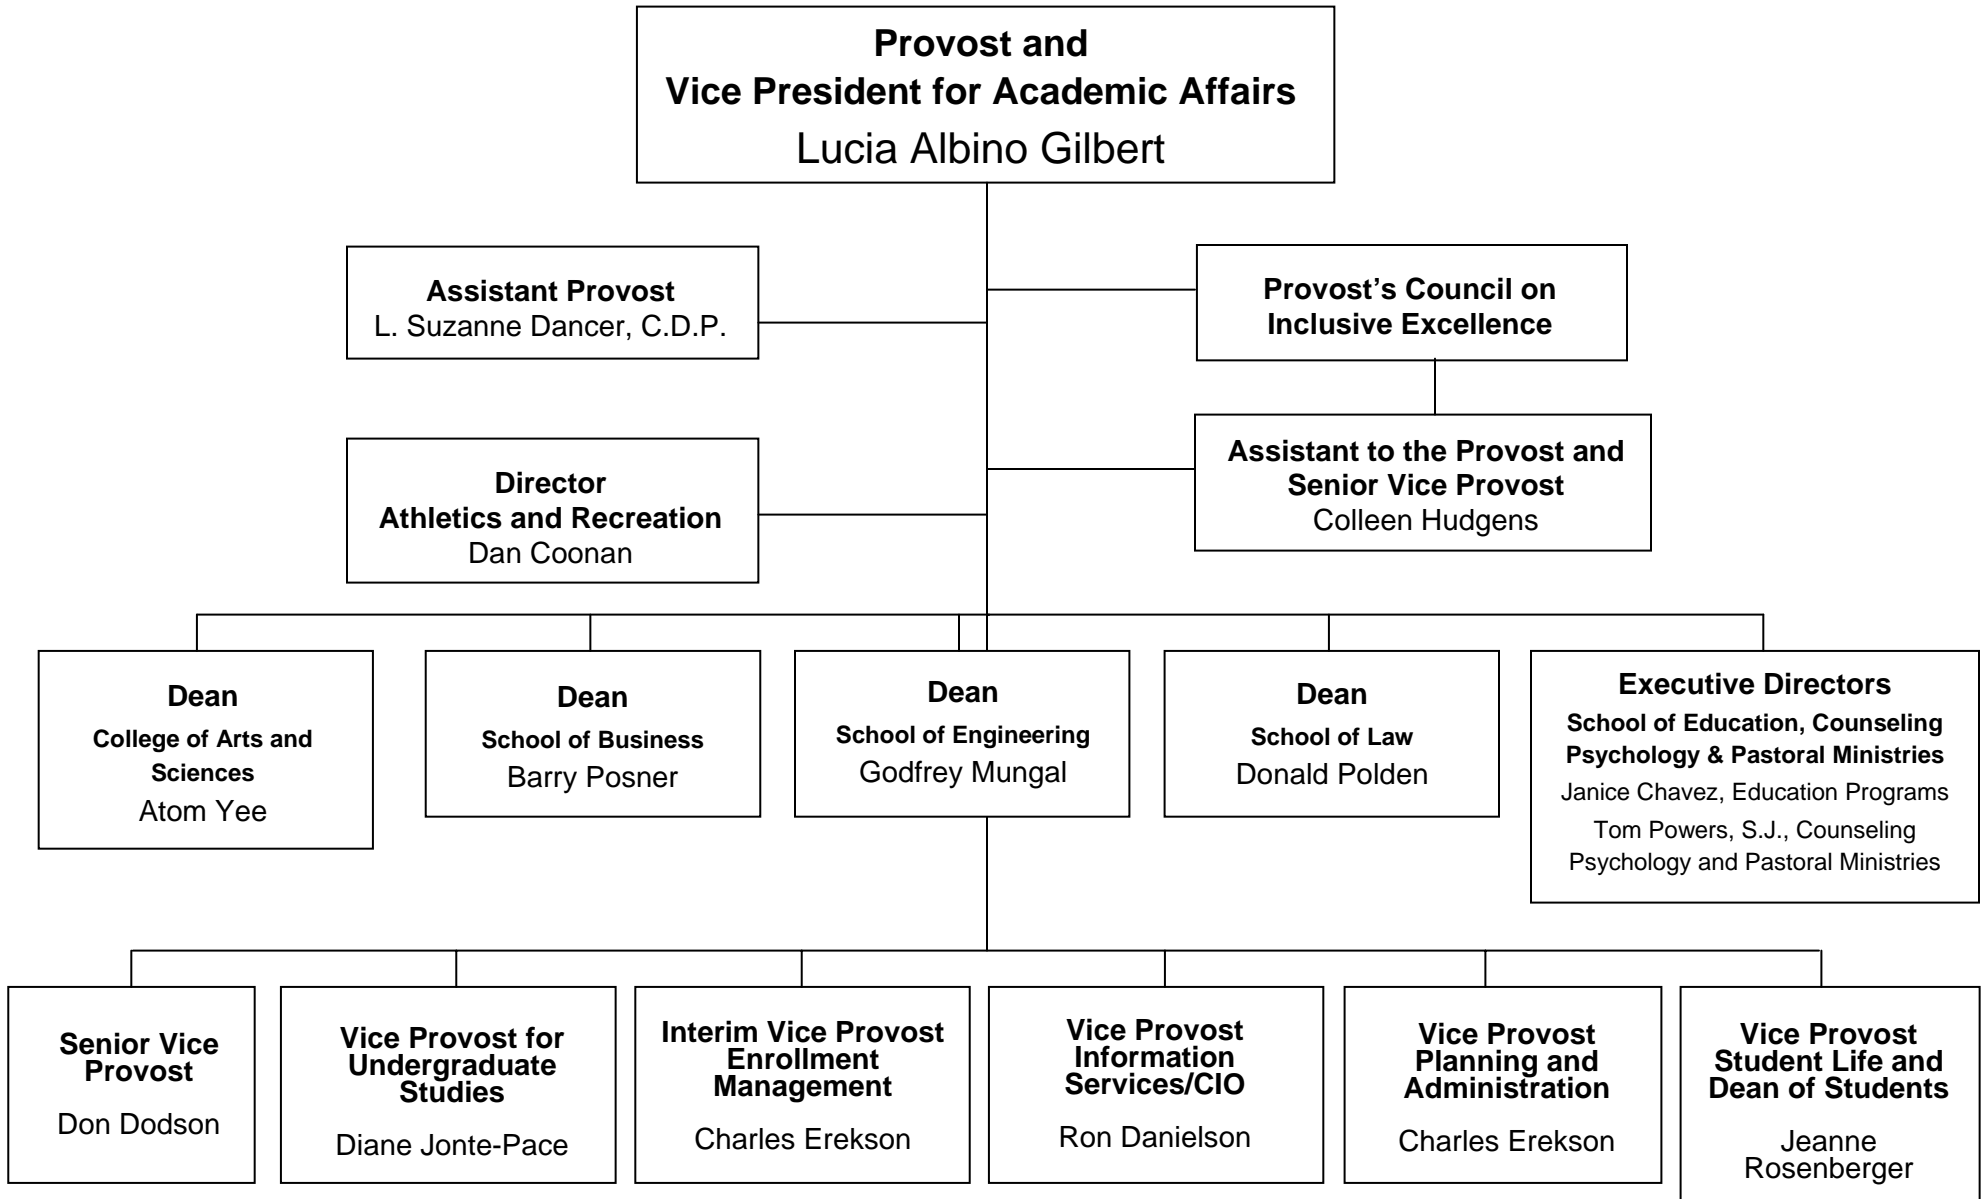 Provost and
Vice President for Academic Affairs
Lucia Albino Gilbert
Assistant Provost
L. Suzanne Dancer, C.D.P.
Provost’s Council on
Inclusive Excellence
Director
Athletics and Recreation
Dan Coonan
Assistant to the Provost and
Senior Vice Provost
Colleen Hudgens
Dean
College of Arts and
Sciences
Atom Yee
Dean
School of Business
Barry Posner
Dean
School of Engineering
Godfrey Mungal
Dean
School of Law
Donald Polden
Executive Directors
School of Education, Counseling
Psychology & Pastoral Ministries
Janice Chavez, Education Programs
Tom Powers, S.J., Counseling
Psychology and Pastoral Ministries
Senior Vice
Provost
Don Dodson
Vice Provost for
Undergraduate
Studies
Diane Jonte-Pace
Interim Vice Provost
Enrollment
Management
Charles Erekson
Vice Provost
Information
Services/CIO
Ron Danielson
Vice Provost
Planning and
Administration
Charles Erekson
Vice Provost
Student Life and
Dean of Students
Jeanne
Rosenberger